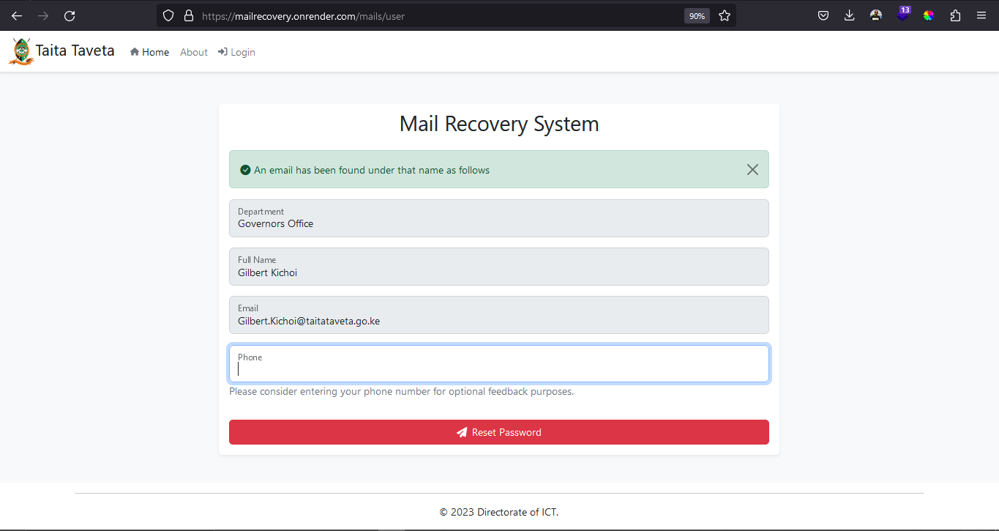 https://mailrecovery.onrender.com/mails/user
90%
13
Taita Taveta
Home
About
Login
Mail Recovery System
An email has been found under that name as follows
Department
Governors Office
Full Name
Gilbert Kichoi
Email
Gilbert.Kichoi@taitataveta.go.ke
Phone
Please consider entering your phone number for optional feedback purposes.
Reset Password
© 2023 Directorate of ICT.